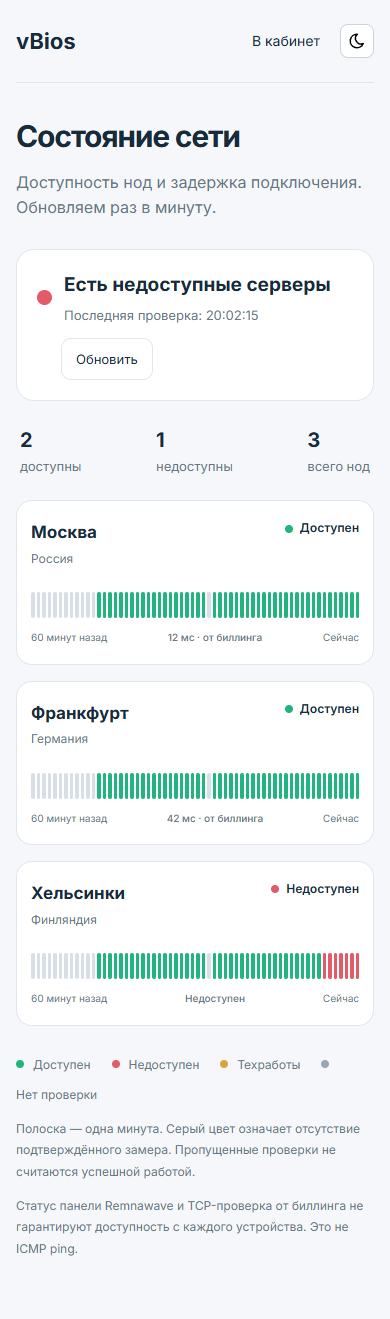 vBios
В кабинет
Состояние сети
Доступность нод и задержка подключения.
Обновляем раз в минуту.
Есть недоступные серверы
Последняя проверка: 20:02:15
Обновить
2 1 3
доступны недоступны всего нод
Москва Доступен
Россия
60 минут назад 12 мс · от биллинга Сейчас
Франкфурт Доступен
Германия
60 минут назад 42 мс · от биллинга Сейчас
Хельсинки Недоступен
Финляндия
60 минут назад Недоступен Сейчас
Доступен Недоступен Техработы
Нет проверки
Полоска — одна минута. Серый цвет означает отсутствие
подтверждённого замера. Пропущенные проверки не
считаются успешной работой.
Статус панели Remnawave и TCP-проверка от биллинга не
гарантируют доступность с каждого устройства. Это не
ICMP ping.